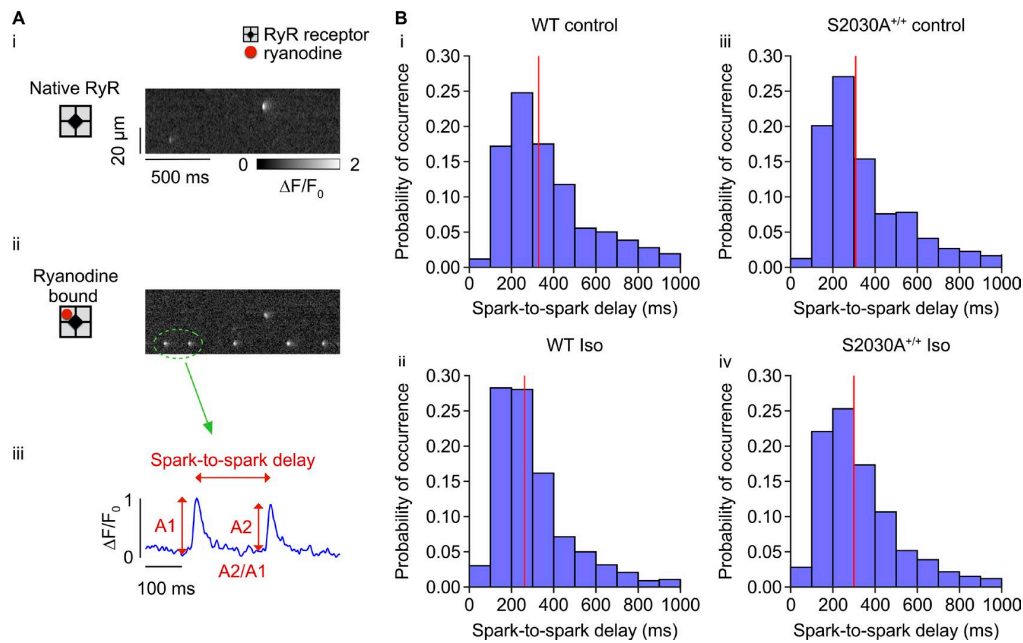 A
i
RyR receptor
ryanodine
Native RyR
20 μm
500 ms
0
2
ΔF/F0
ii
Ryanodine
bound
iii
Spark-to-spark delay
ΔF/F0
1
0
A1
A2
A2/A1
100 ms
B
WT control
i
Probability of occurrence
0.30
0.25
0.20
0.15
0.10
0.05
0.00
0 200 400 600 800 1000
Spark-to-spark delay (ms)
WT Iso
ii
Probability of occurrence
0.30
0.25
0.20
0.15
0.10
0.05
0.00
0 200 400 600 800 1000
Spark-to-spark delay (ms)
S2030A+/+ control
iii
Probability of occurrence
0.30
0.25
0.20
0.15
0.10
0.05
0.00
0 200 400 600 800 1000
Spark-to-spark delay (ms)
S2030A+/+ Iso
iv
Probability of occurrence
0.30
0.25
0.20
0.15
0.10
0.05
0.00
0 200 400 600 800 1000
Spark-to-spark delay (ms)